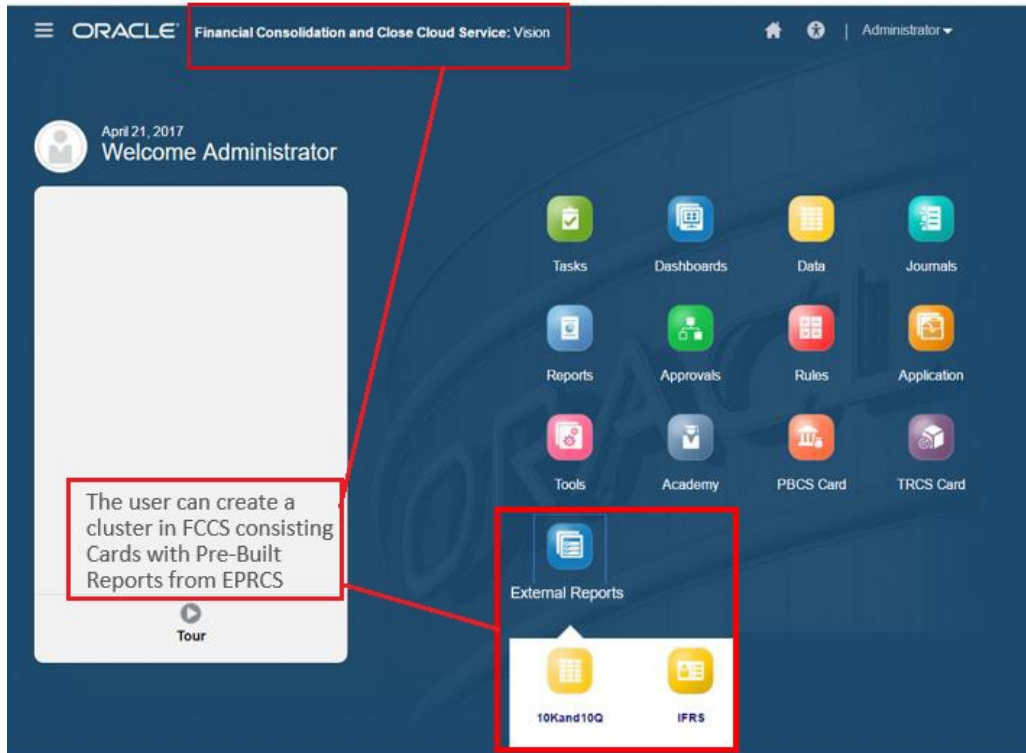 ORACLE Financial Consolidation and Close Cloud Service: Vision
Administrator
April 21, 2017
Welcome Administrator
Tasks
Dashboards
Data
Journals
Reports
Approvals
Rules
Application
Tools
Academy
PBCS Card
TRCS Card
The user can create a
cluster in FCCS consisting
Cards with Pre-Built
Reports from EPRCS
Tour
External Reports
10Kand10Q
IFRS